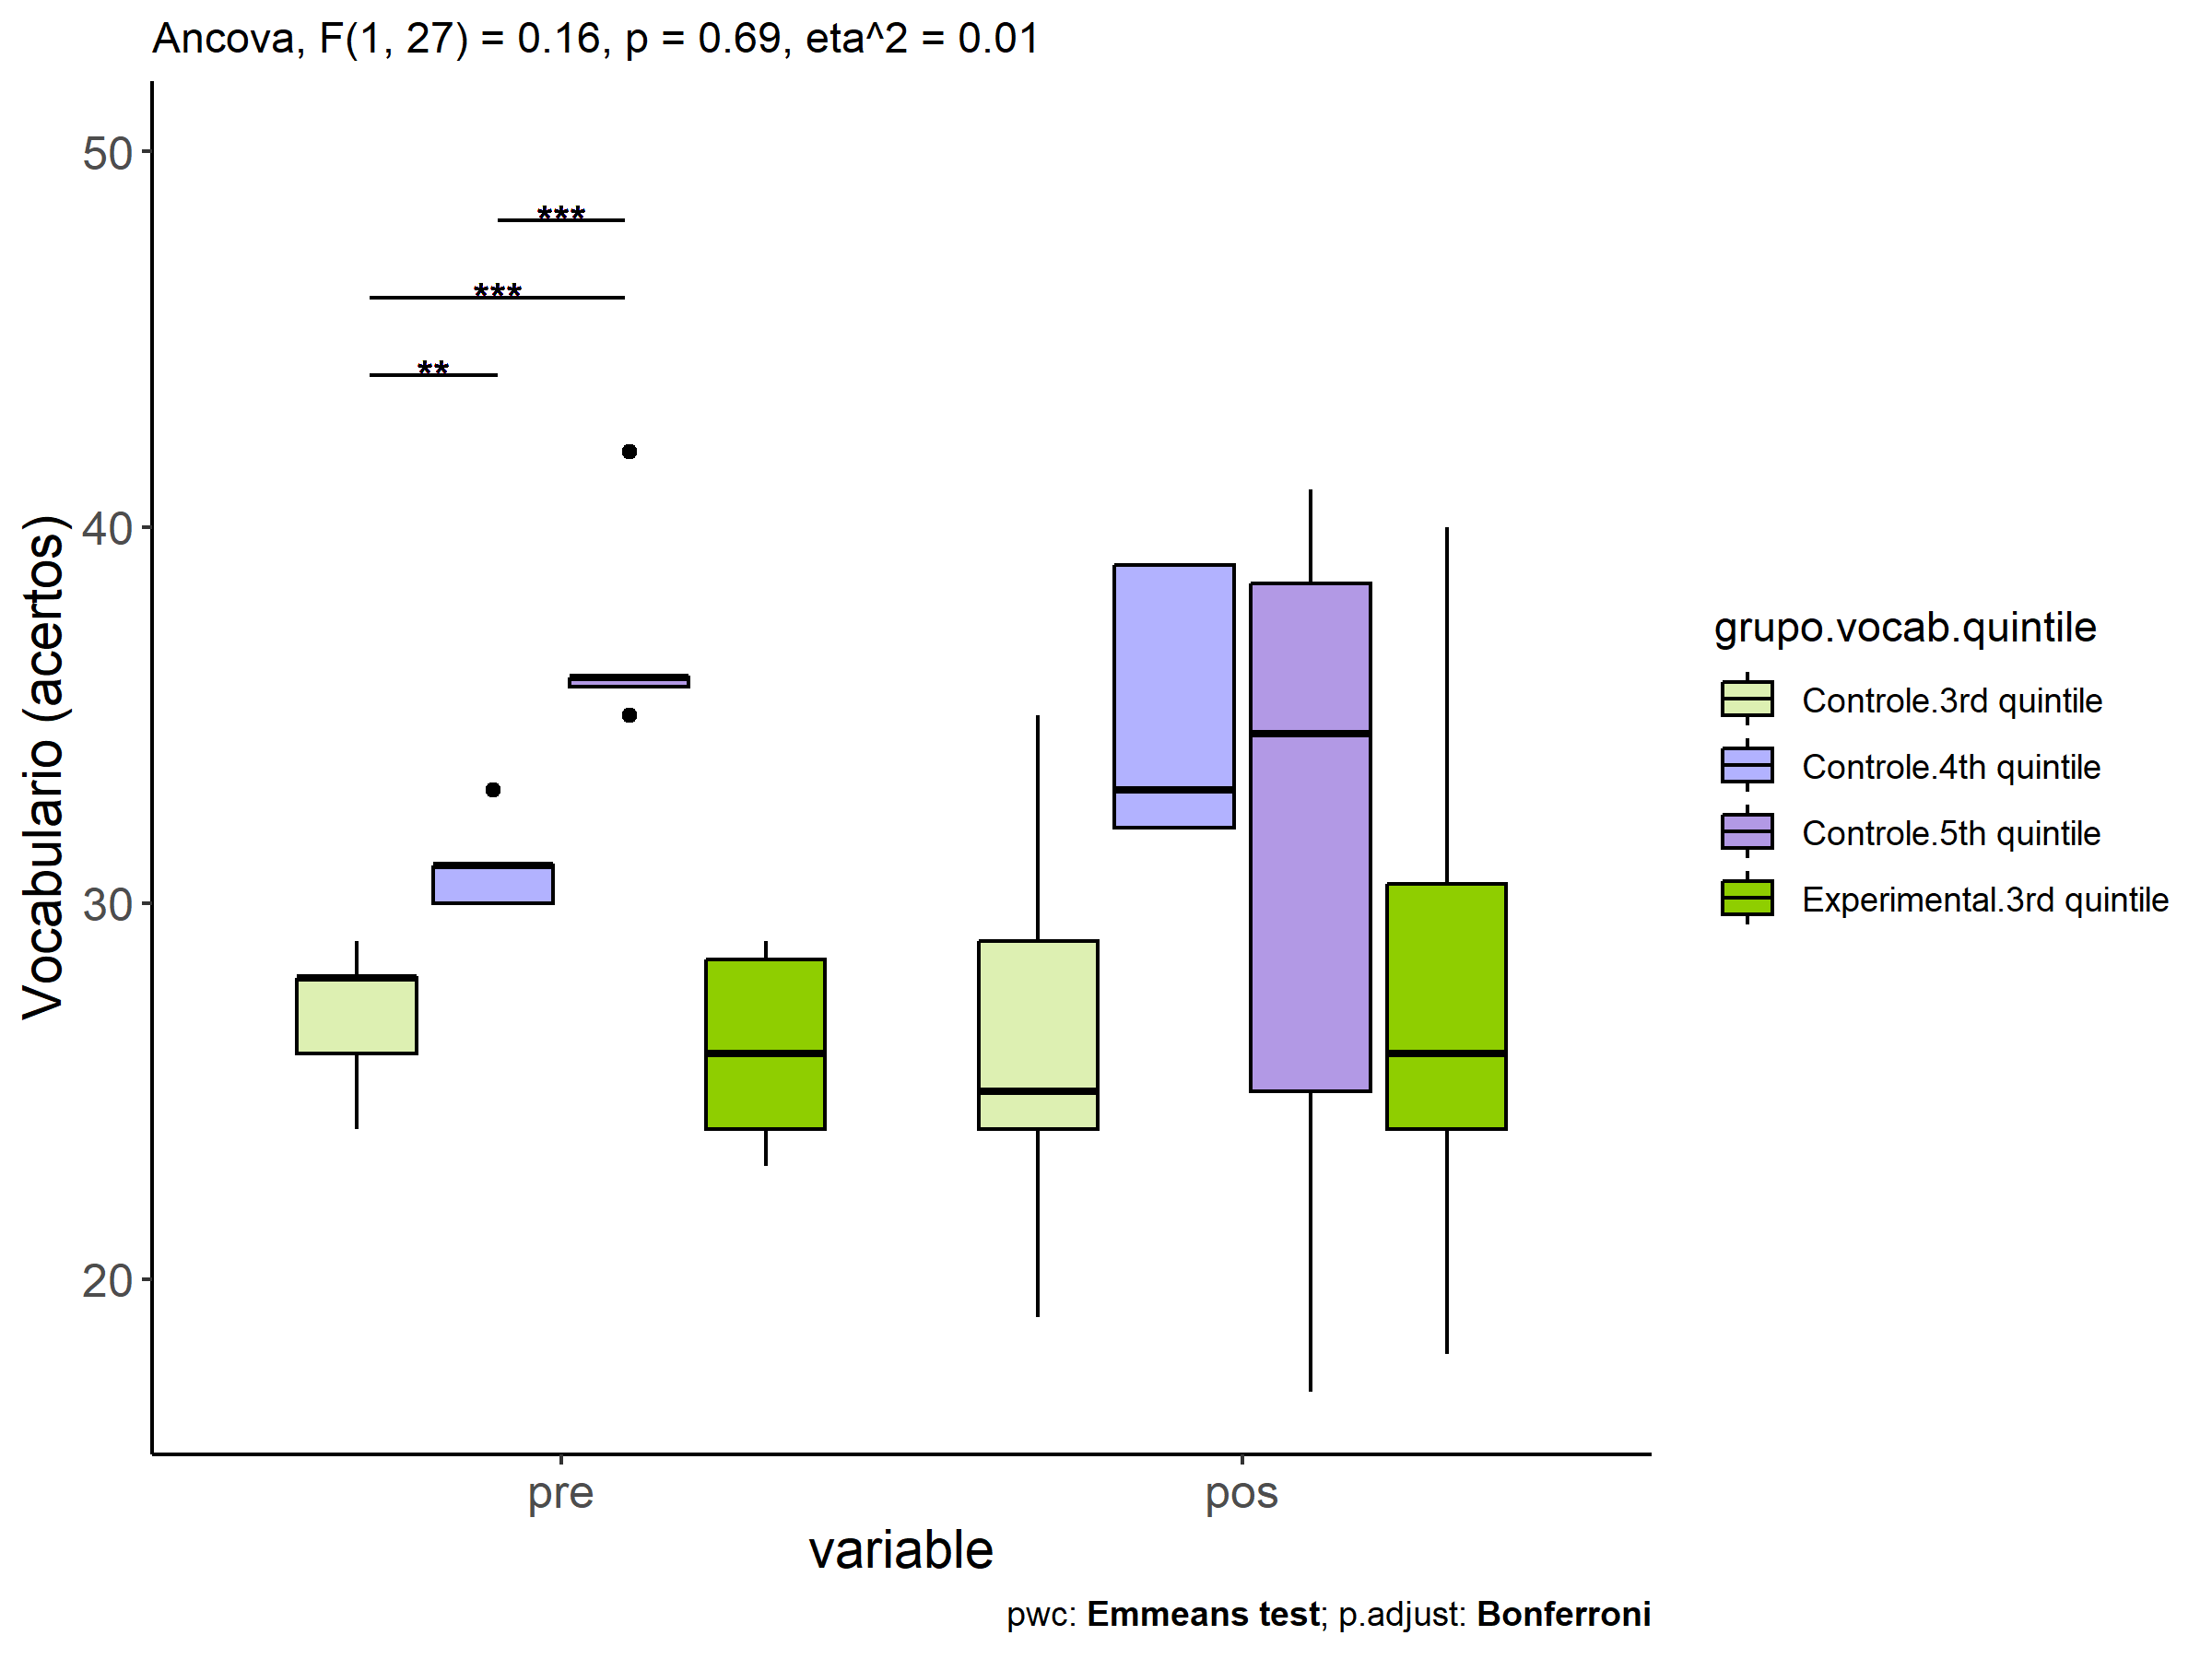 Ancova, F(1, 27) = 0.16, p = 0.69, eta^2 = 0.01
Vocabulario (acertos)
50
40
30
20
***
***
**
pre
pos
variable
grupo.vocab.quintile
Controle.3rd quintile
Controle.4th quintile
Controle.5th quintile
Experimental.3rd quintile
pwc: Emmeans test; p.adjust: Bonferroni